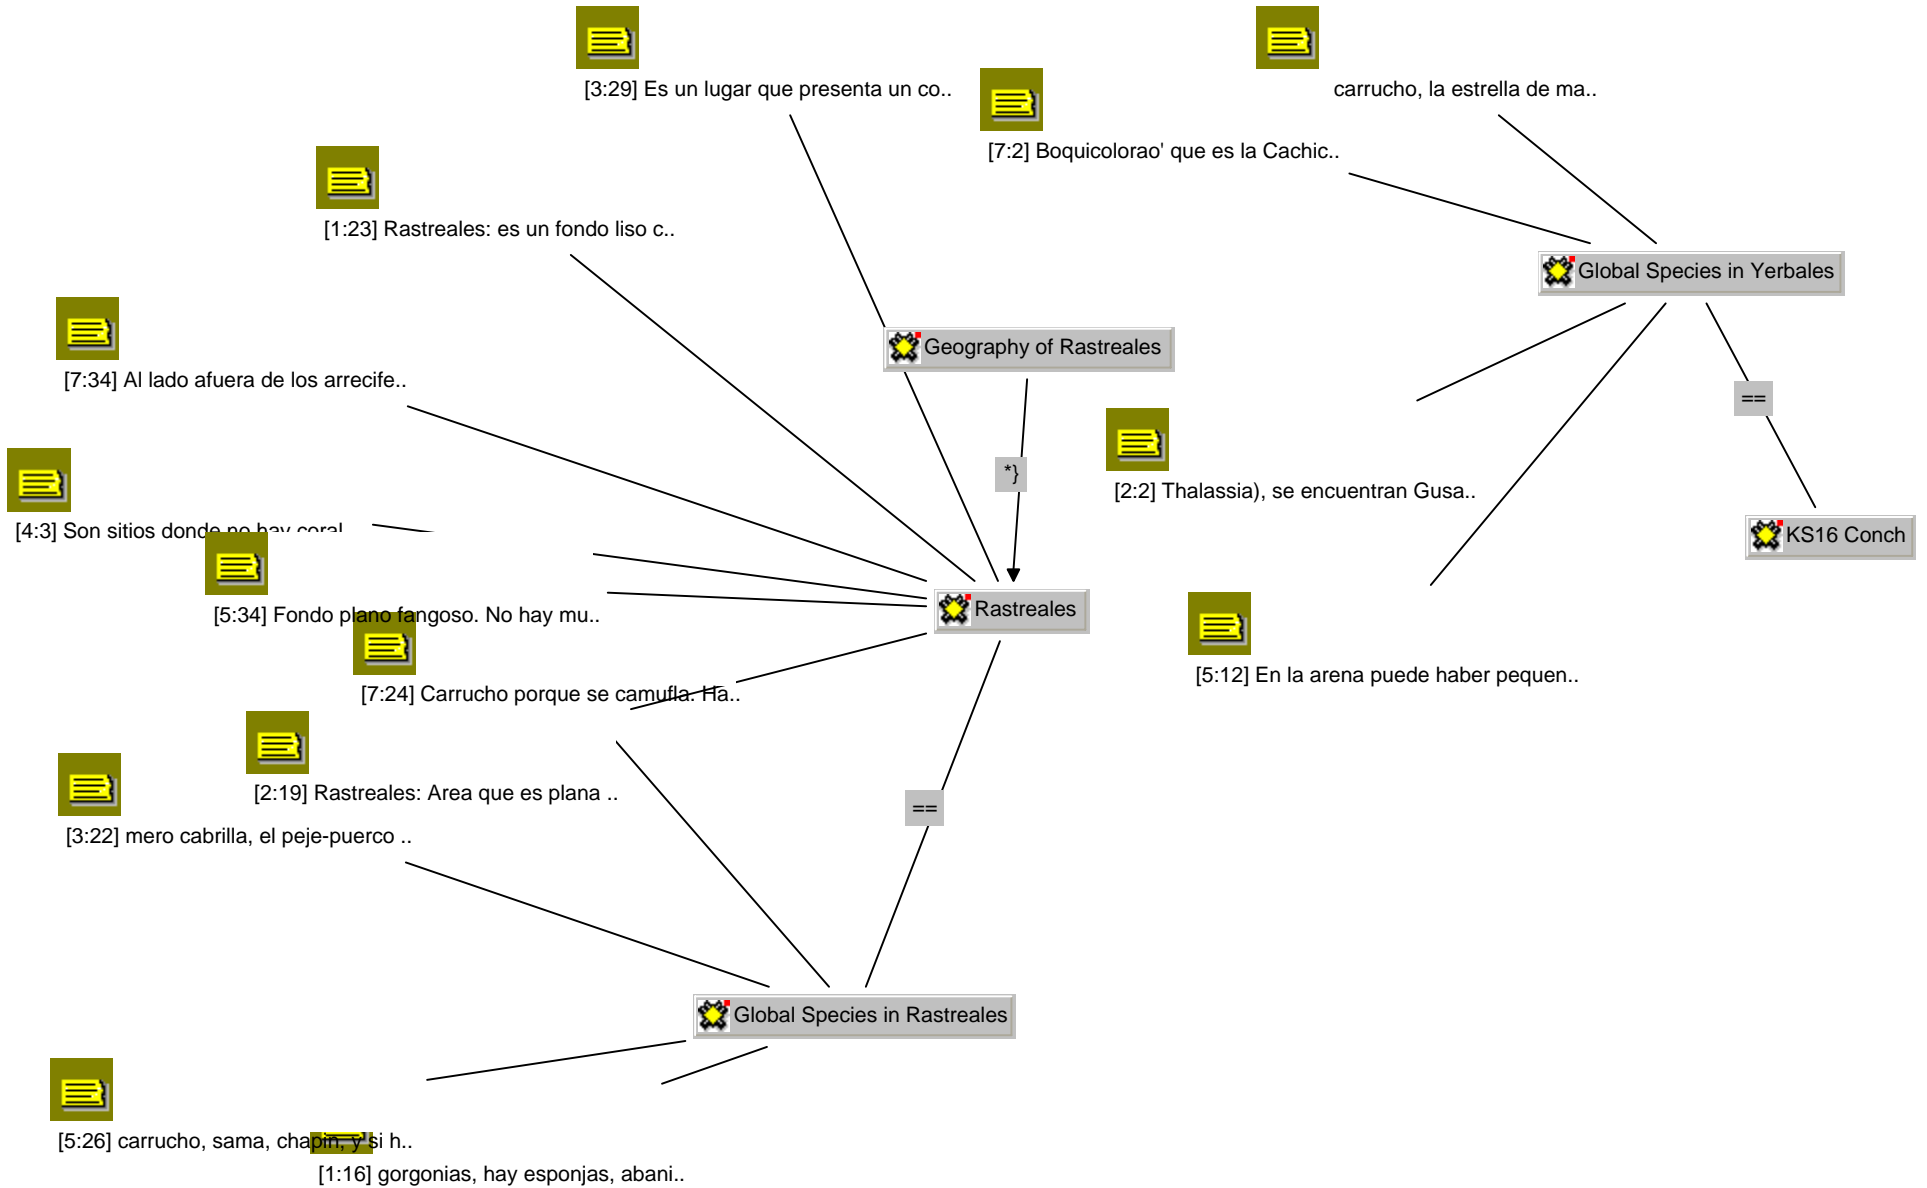 [3:29] Es un lugar que presenta un co..
carrucho, la estrella de ma..
[7:2] Boquicolorao' que es la Cachic..
[1:23] Rastreales: es un fondo liso c..
Global Species in Yerbales
Geography of Rastreales
[7:34] Al lado afuera de los arrecife..
==
*}
[2:2] Thalassia), se encuentran Gusa..
[4:3] Son sitios donde no hay coral
KS16 Conch
[5:34] Fondo plano fangoso. No hay mu..
Rastreales
[5:12] En la arena puede haber pequen..
[7:24] Carrucho porque se camufla. Ha..
[2:19] Rastreales: Area que es plana ..
==
[3:22] mero cabrilla, el peje-puerco ..
Global Species in Rastreales
[5:26] carrucho, sama, chapin, y si h..
[1:16] gorgonias, hay esponjas, abani..